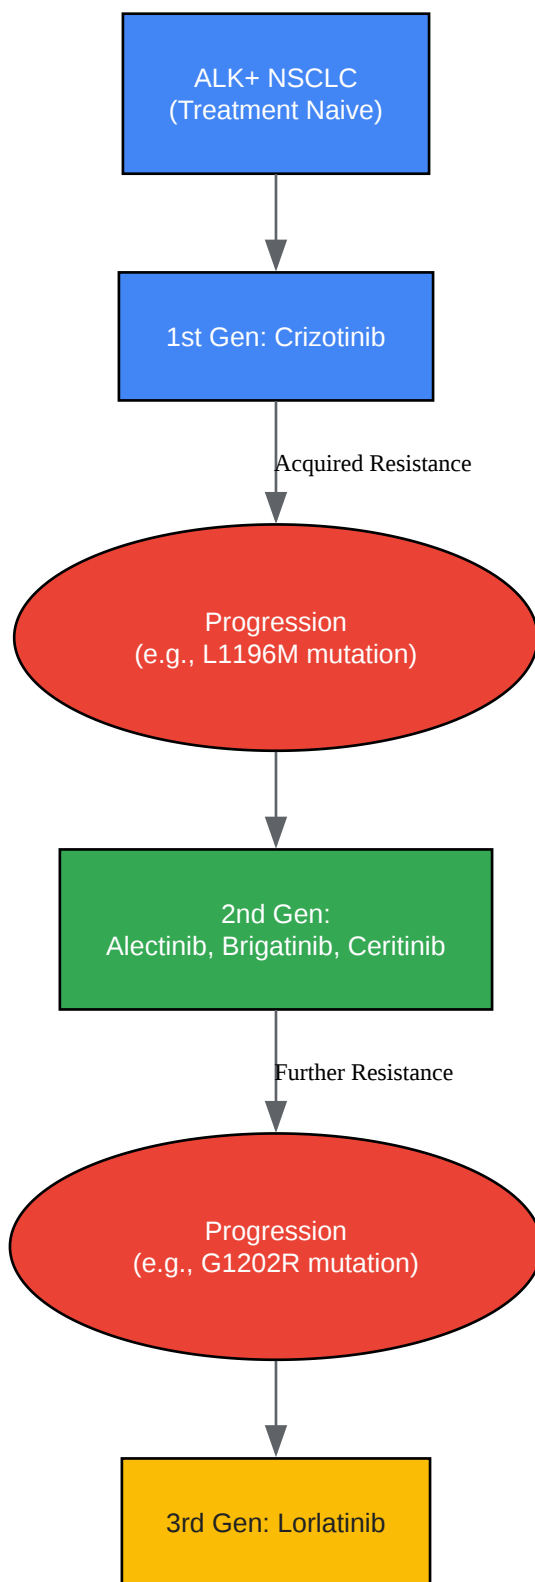 ALK+ NSCLC
(Treatment Naive)
1st Gen: Crizotinib
Acquired Resistance
Progression
(e.g., L1196M mutation)
2nd Gen:
Alectinib, Brigatinib, Ceritinib
Further Resistance
Progression
(e.g., G1202R mutation)
3rd Gen: Lorlatinib